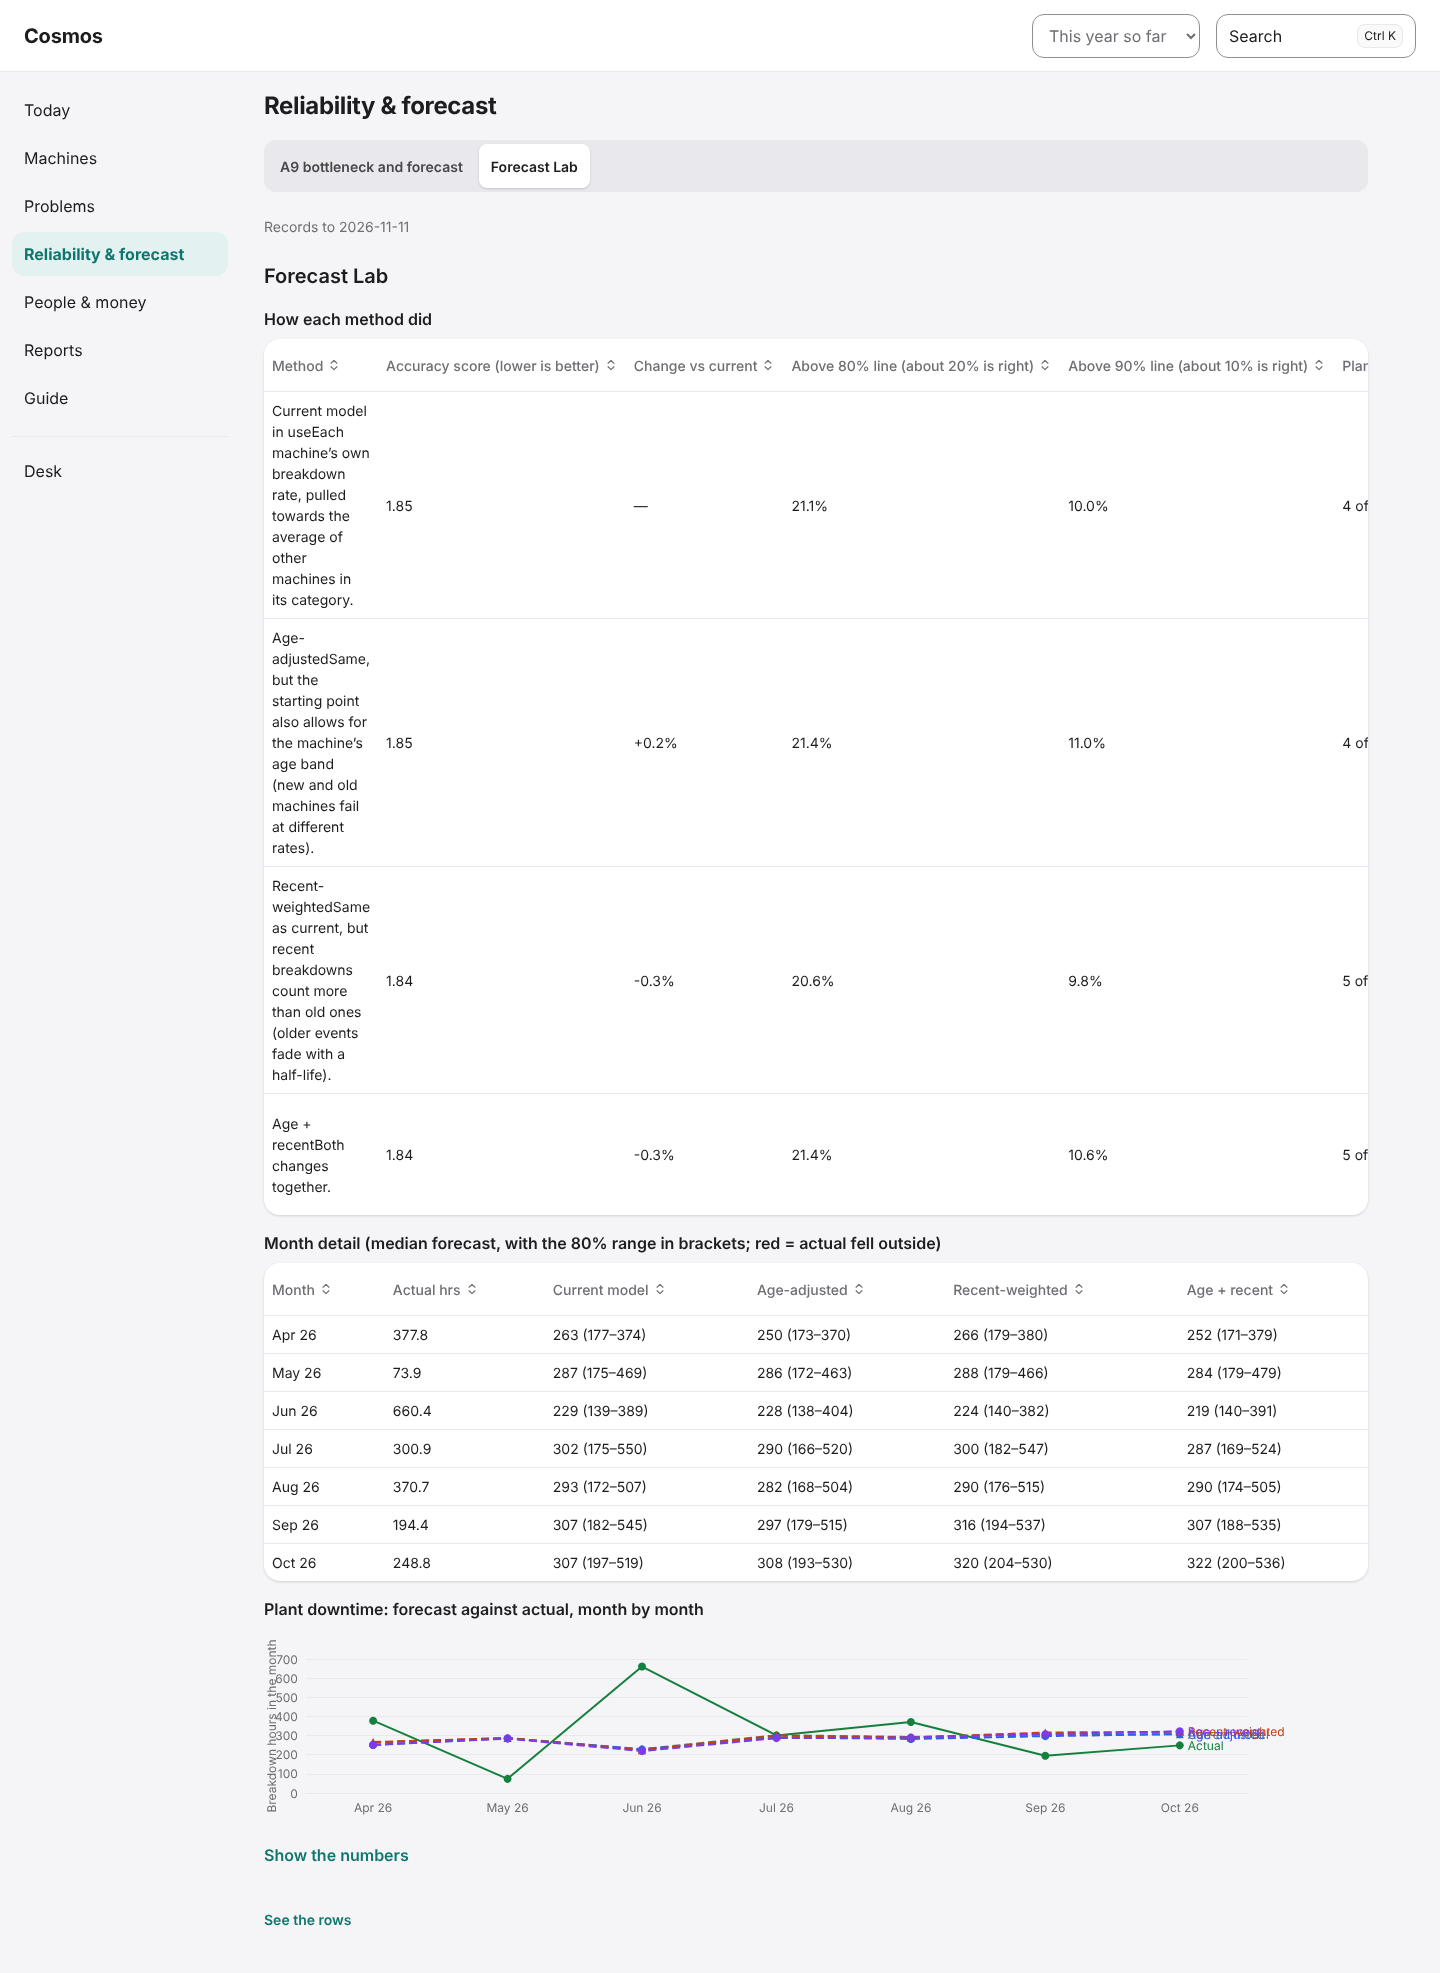 Cosmos
This year so far
Search
Ctrl K
Today
Machines
Problems
Reliability & forecast
People & money
Reports
Guide
Desk
Reliability & forecast
A9 bottleneck and forecast
Forecast Lab
Records to 2026-11-11
Forecast Lab
How each method did
Method
Accuracy score (lower is better)
Change vs current
Above 80% line (about 20% is right)
Above 90% line (about 10% is right)
Current model
in useEach
machine's own
breakdown
rate, pulled
towards the
average of
other
machines in
its category.
1.85
—
21.1%
10.0%
4 of
Age-
adjustedSame,
but the
starting point
also allows for
the machine's
age band
(new and old
machines fail
at different
rates).
1.85
+0.2%
21.4%
11.0%
4 of
Recent-
weightedSame
as current, but
recent
breakdowns
count more
than old ones
(older events
fade with a
half-life).
1.84
-0.3%
20.6%
9.8%
5 of
Age +
recentBoth
changes
together.
1.84
-0.3%
21.4%
10.6%
5 of
Month detail (median forecast, with the 80% range in brackets; red = actual fell outside)
Month Actual hrs Current model Age-adjusted Recent-weighted Age + recent
Apr 26 377.8 263 (177–374) 250 (173–370) 266 (179–380) 252 (171–379)
May 26 73.9 287 (175–469) 286 (172–463) 288 (179–466) 284 (179–479)
Jun 26 660.4 229 (139–389) 228 (138–404) 224 (140–382) 219 (140–391)
Jul 26 300.9 302 (175–550) 290 (166–520) 300 (182–547) 287 (169–524)
Aug 26 370.7 293 (172–507) 282 (168–504) 290 (176–515) 290 (174–505)
Sep 26 194.4 307 (182–545) 297 (179–515) 316 (194–537) 307 (188–535)
Oct 26 248.8 307 (197–519) 308 (193–530) 320 (204–530) 322 (200–536)
Plant downtime: forecast against actual, month by month
Breakdown hours in the month
700
600
500
400
300
200
100
0
Recent-weighted
Actual
Apr 26 May 26 Jun 26 Jul 26 Aug 26 Sep 26 Oct 26
Show the numbers
See the rows